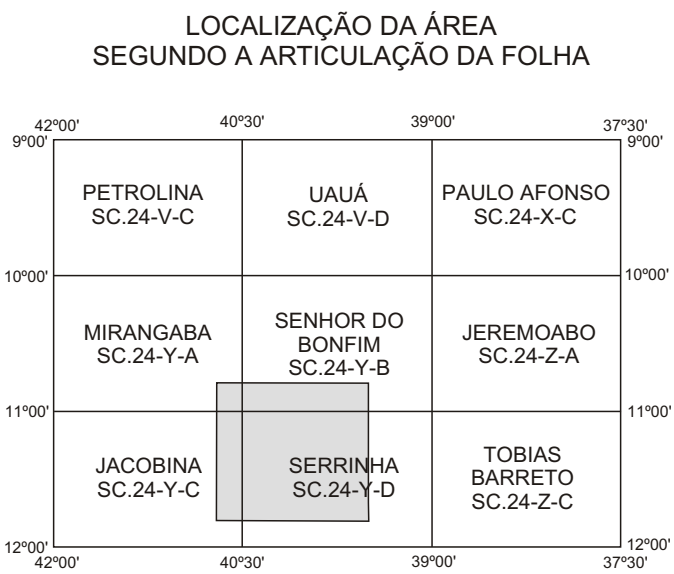 LOCALIZAÇÃO DA ÁREA
SEGUNDO A ARTICULAÇÃO DA FOLHA
42º00' 40º30' 39º00' 37º30'
9º00' 9º00'
PETROLINA
SC.24-V-C
UAUÁ
SC.24-V-D
PAULO AFONSO
SC.24-X-C
10º00' 10º00'
MIRANGABA
SC.24-Y-A
SENHOR DO
BONFIM
SC.24-Y-B
JEREMOABO
SC.24-Z-A
11º00' 11º00'
JACOBINA
SC.24-Y-C
SERRINHA
SC.24-Y-D
TOBIAS
BARRETO
SC.24-Z-C
12º00' 12º00'
42º00' 40º30' 39º00' 37º30'